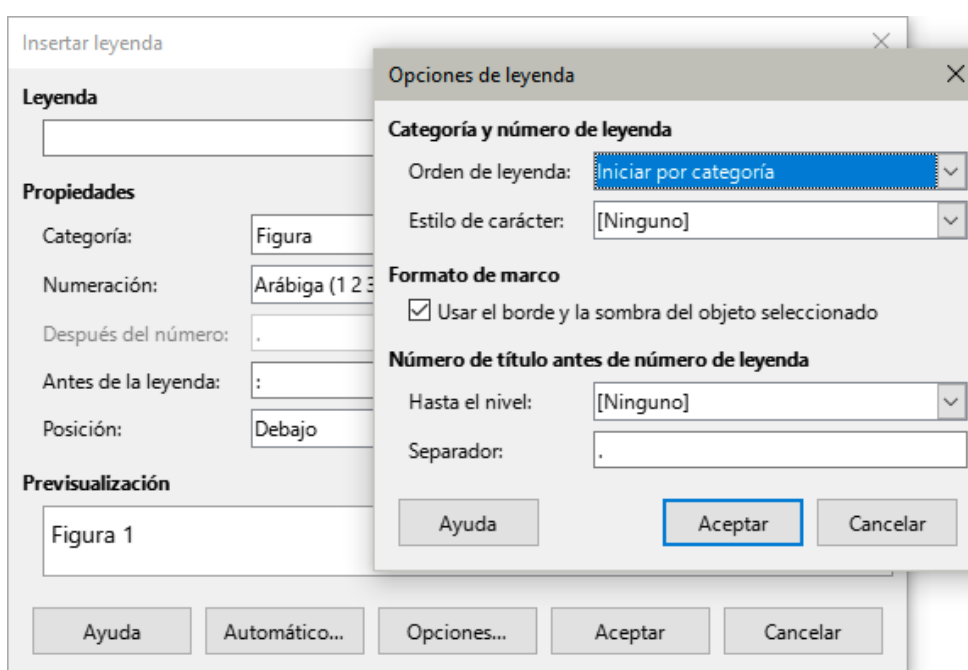 Insertar leyenda
Leyenda
Propiedades
Categoría:
Figura
Numeración:
Arábiga (1 2 3
Después del número:
.
Antes de la leyenda:
:
Posición:
Debajo
Previsualización
Figura 1
Ayuda
Automático...
Opciones...
Aceptar
Cancelar
Opciones de leyenda
Categoría y número de leyenda
Orden de leyenda:
Iniciar por categoría
Estilo de carácter:
[Ninguno]
Formato de marco
Usar el borde y la sombra del objeto seleccionado
Número de título antes de número de leyenda
Hasta el nivel:
[Ninguno]
Separador:
.
Ayuda
Aceptar
Cancelar